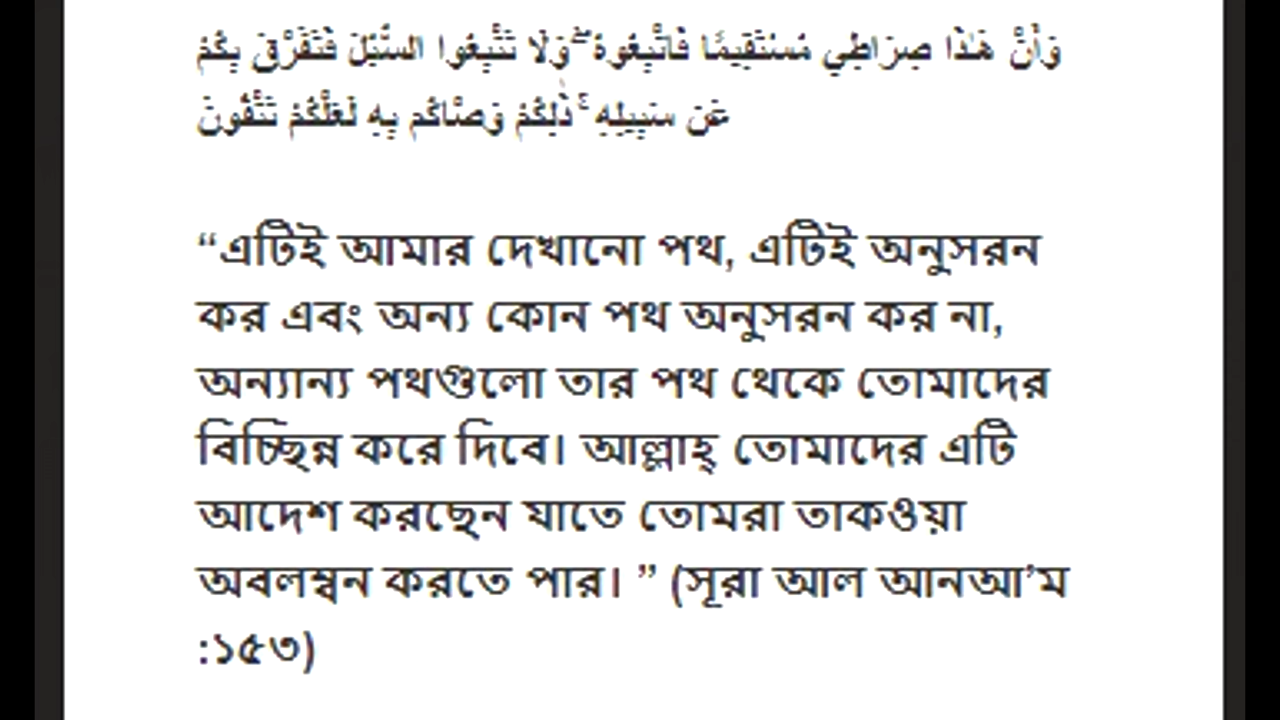 وَأَنَّ هَٰذَا صِرَاطِي مُسْتَقِيمًا فَاتَّبِعُوهُ ۖ وَلَا تَتَّبِعُوا السُّبُلَ فَتَفَرَّقَ بِكُمْ
عَن سَبِيلِهِ ۚ ذَٰلِكُمْ وَصَّاكُم بِهِ لَعَلَّكُمْ تَتَّقُونَ
“এটিই আমার দেখানো পথ, এটিই অনুসরন
কর এবং অন্য কোন পথ অনুসরন কর না,
অন্যান্য পথগুলো তার পথ থেকে তোমাদের
বিচ্ছিন্ন করে দিবে। আল্লাহ্ তোমাদের এটি
আদেশ করছেন যাতে তোমরা তাকওয়া
অবলম্বন করতে পার। ” (সূরা আল আনআ’ম
:১৫৩)